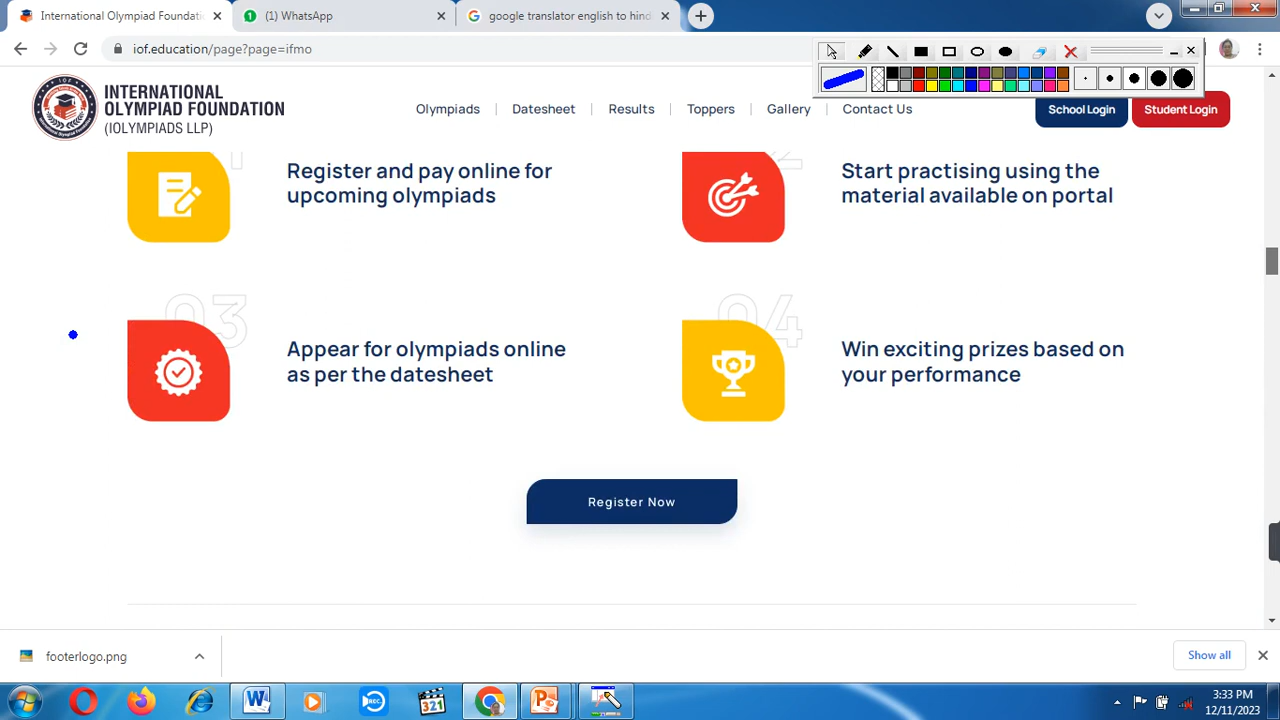 International Olympiad Foundati
(1) WhatsApp
google translator english to hind
iof.education/page?page=ifmo
INTERNATIONAL
OLYMPIAD FOUNDATION
(IOLYMPIADS LLP)
Olympiads
Datesheet
Results
Toppers
Gallery
Contact Us
School Login
Student Login
Register and pay online for
upcoming olympiads
Start practising using the
material available on portal
03
Appear for olympiads online
as per the datesheet
04
Win exciting prizes based on
your performance
Register Now
footerlogo.png
Show all
REC
321
3:33 PM
12/11/2023